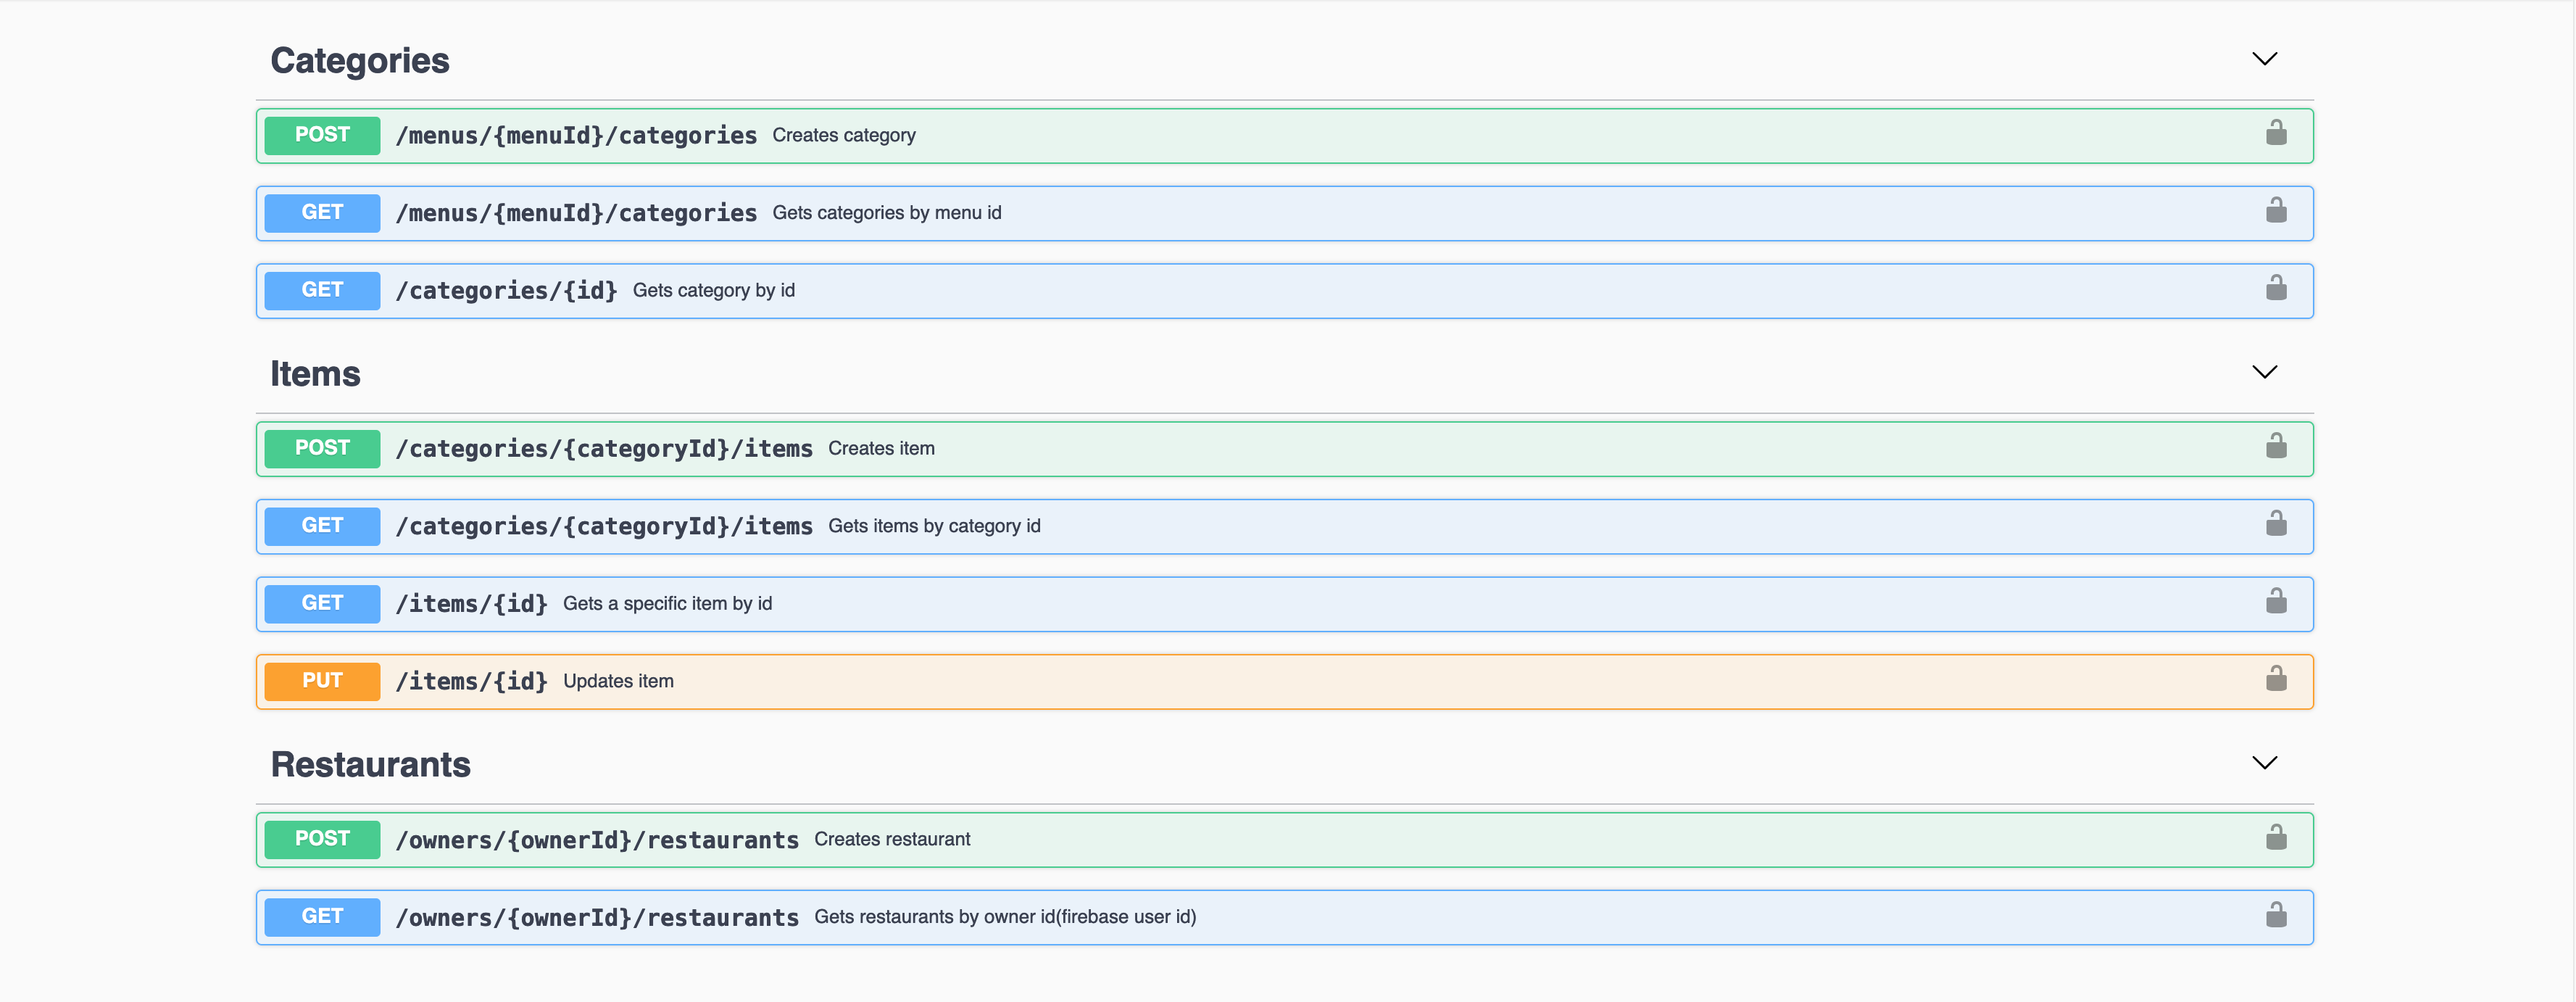 Categories
POST /menus/{menuId}/categories Creates category
GET /menus/{menuId}/categories Gets categories by menu id
GET /categories/{id} Gets category by id
Items
POST /categories/{categoryId}/items Creates item
GET /categories/{categoryId}/items Gets items by category id
GET /items/{id} Gets a specific item by id
PUT /items/{id} Updates item
Restaurants
POST /owners/{ownerId}/restaurants Creates restaurant
GET /owners/{ownerId}/restaurants Gets restaurants by owner id(firebase user id)